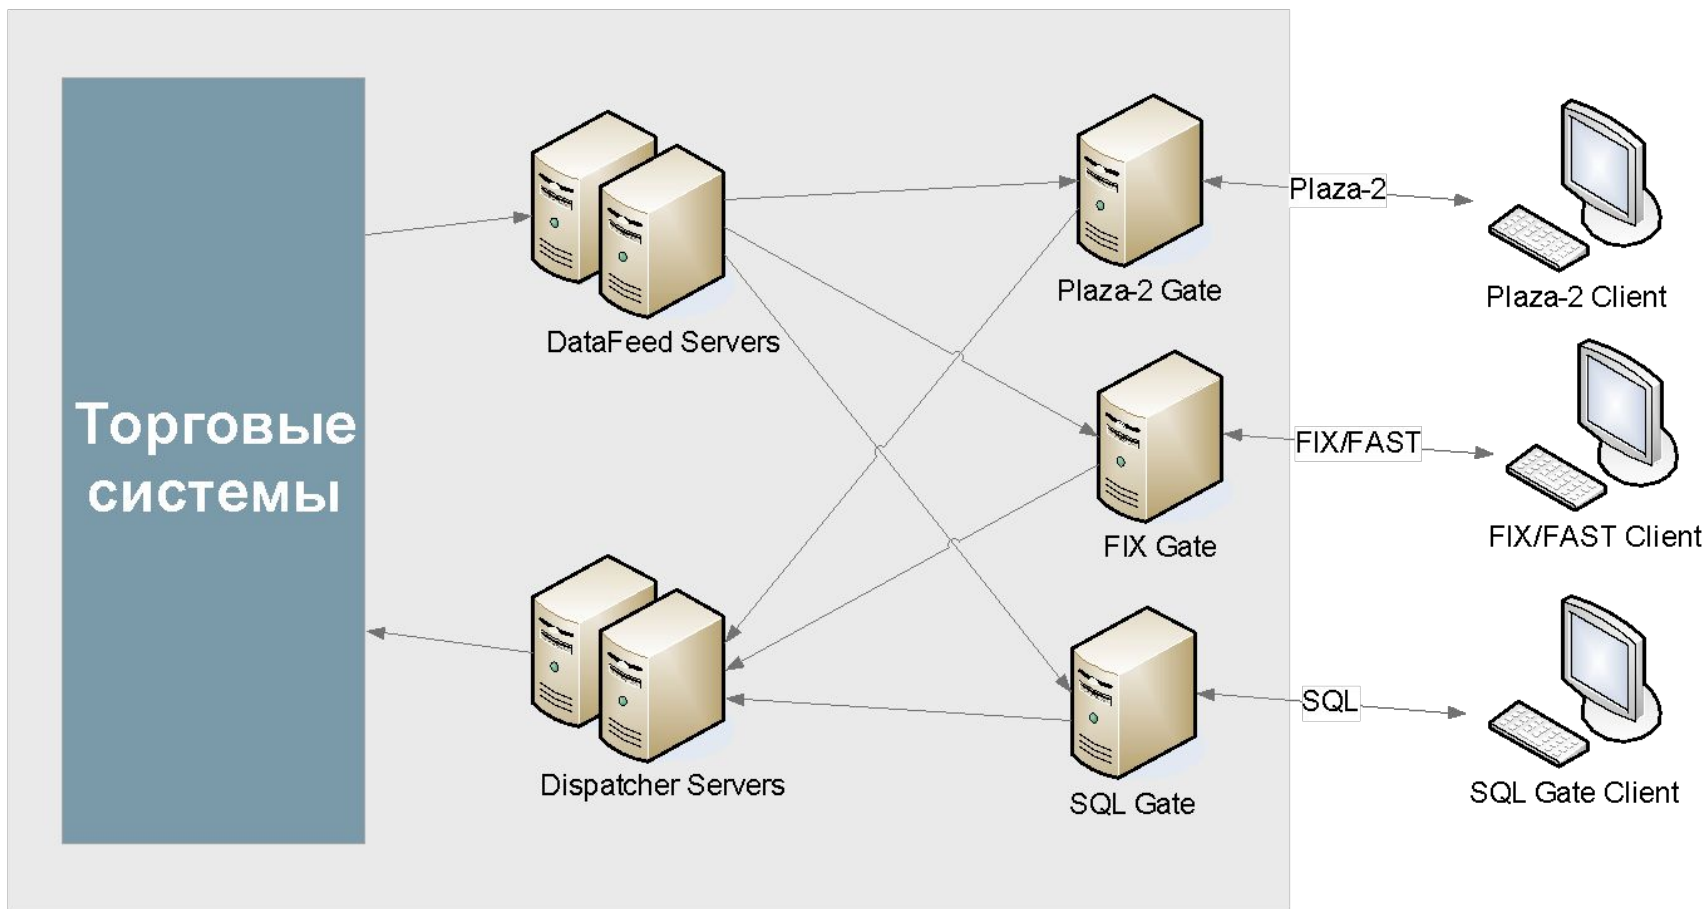 Торговые
системы
DataFeed Servers
Dispatcher Servers
Plaza-2 Gate
FIX Gate
SQL Gate
Plaza-2
FIX/FAST
SQL
Plaza-2 Client
FIX/FAST Client
SQL Gate Client